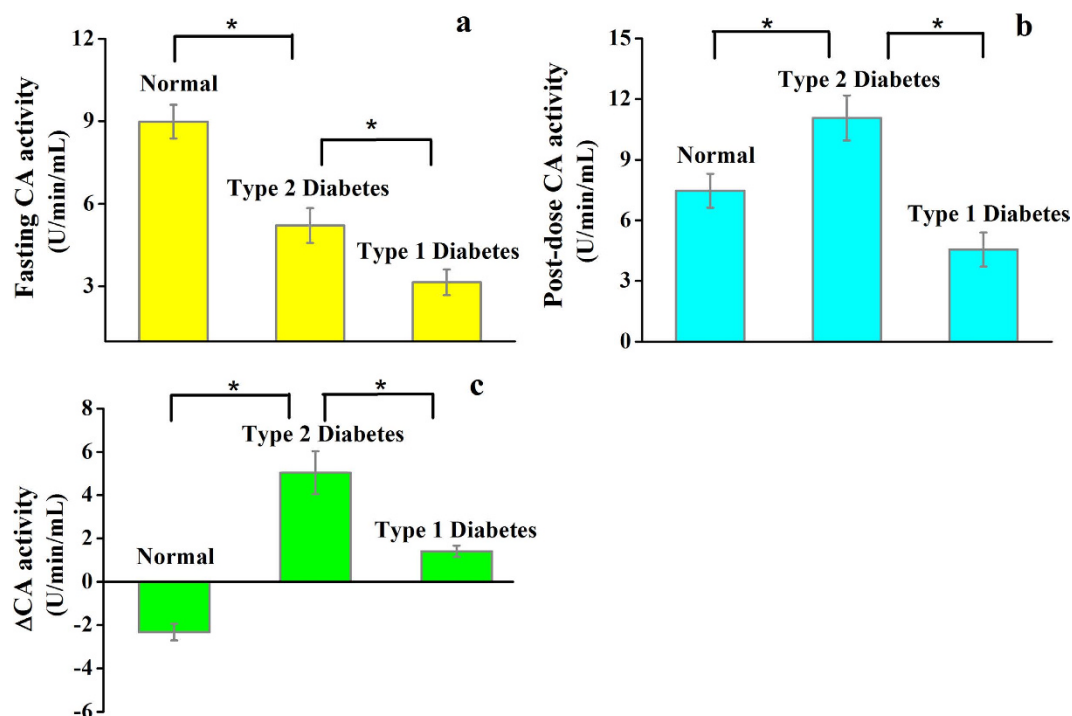 a
*
12
Normal
9
*
Type 2 Diabetes
6
Type 1 Diabetes
3
Fasting CA activity
(U/min/mL)
b
*
*
15
Type 2 Diabetes
12
Normal
9
6
Type 1 Diabetes
3
0
Post-dose CA activity
(U/min/mL)
c
*
*
8
Type 2 Diabetes
6
4
Type 1 Diabetes
2
Normal
0
-2
-4
-6
ΔCA activity
(U/min/mL)